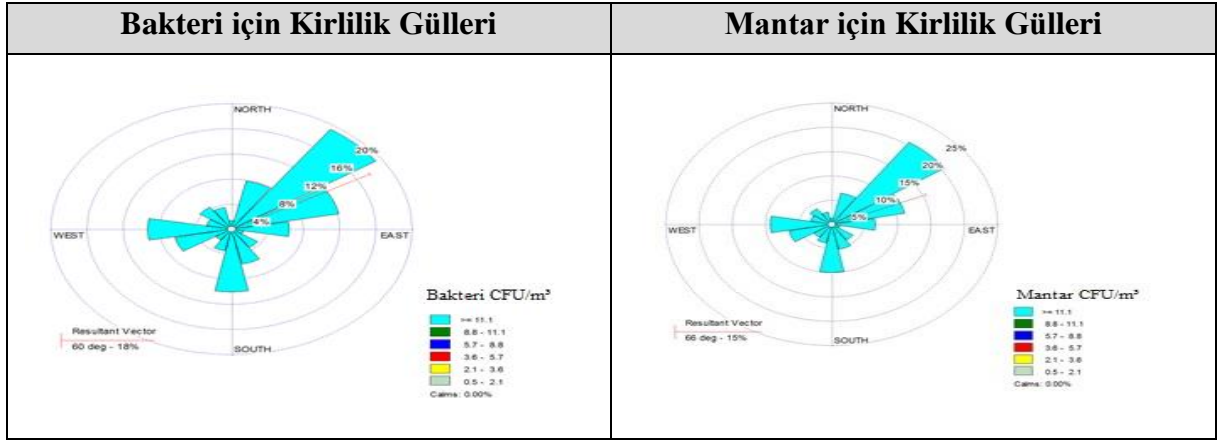 Bakteri için Kirlilik Gülleri
Mantar için Kirlilik Gülleri
NORTH
20%
16%
12%
8%
4%
WEST
EAST
SOUTH
Resultant Vector
60 deg - 18%
Bakteri CFU/m³
>= 11.1
8.8 - 11.1
5.7 - 8.8
3.6 - 5.7
2.1 - 3.6
0.5 - 2.1
Calms: 0.00%
NORTH
25%
20%
15%
10%
5%
WEST
EAST
SOUTH
Resultant Vector
66 deg - 15%
Mantar CFU/m³
>= 11.1
8.8 - 11.1
5.7 - 8.8
3.6 - 5.7
2.1 - 3.6
0.5 - 2.1
Calms: 0.00%